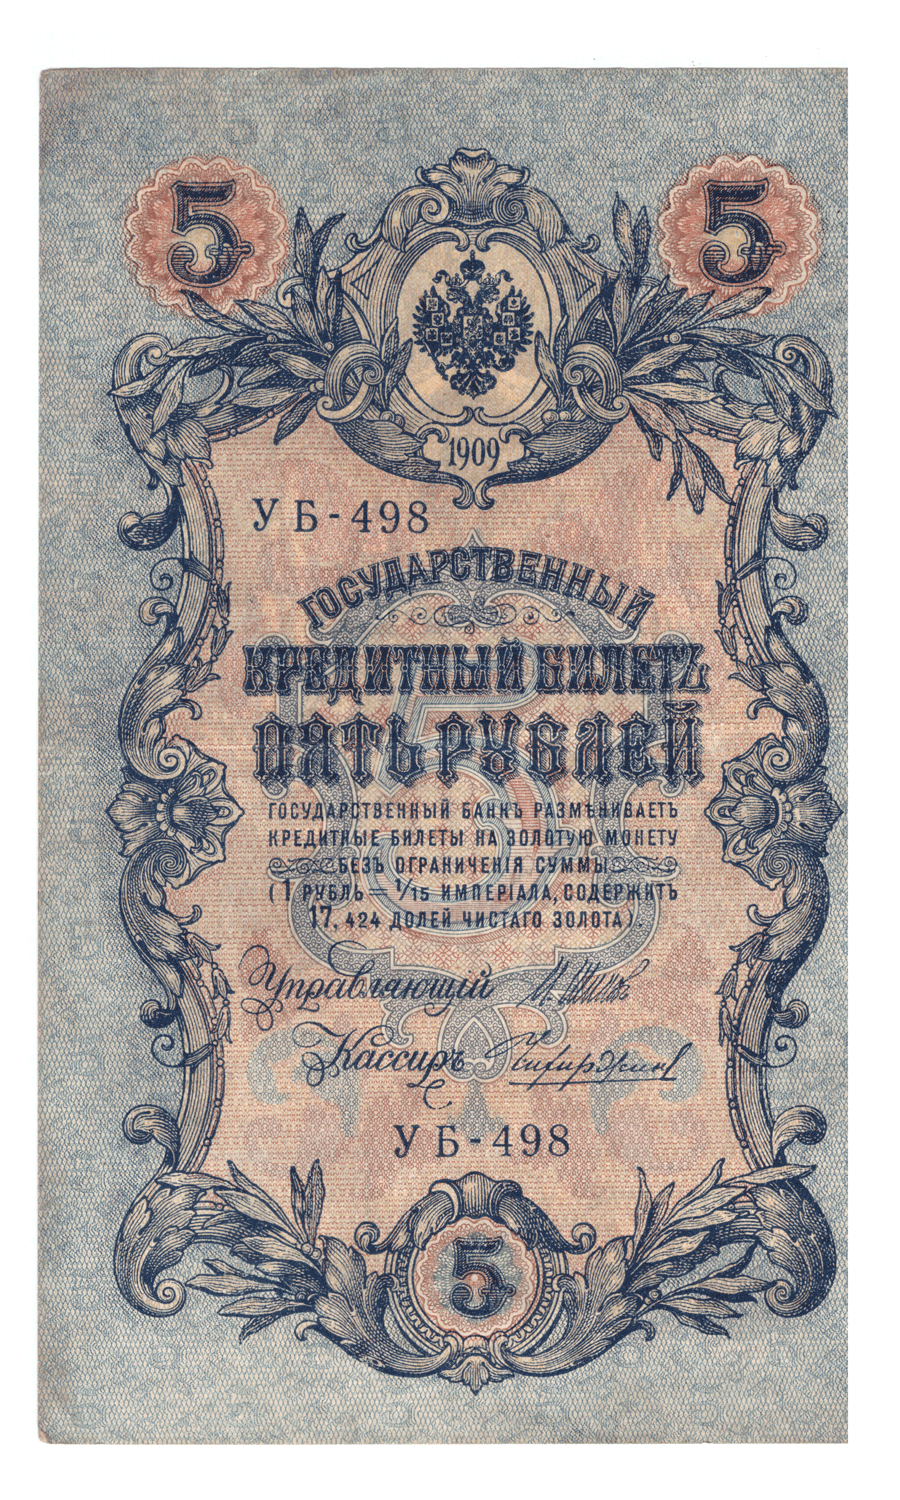 5 5
1909
УБ-498
ГОСУДАРСТВЕННЫЙ
КРЕДИТНЫЙ БИЛЕТЪ
ПЯТЬ РУБЛЕЙ
ГОСУДАРСТВЕННЫЙ БАНКЪ РАЗМѢНИВАЕТЪ
КРЕДИТНЫЕ БИЛЕТЫ НА ЗОЛОТУЮ МОНЕТУ
БЕЗЪ ОГРАНИЧЕНІЯ СУММЫ
(1 РУБЛЬ = 1/15 ИМПЕРІАЛА, СОДЕРЖИТЪ
17,424 ДОЛЕЙ ЧИСТАГО ЗОЛОТА).
Управляющій
Кассиръ
УБ-498
5